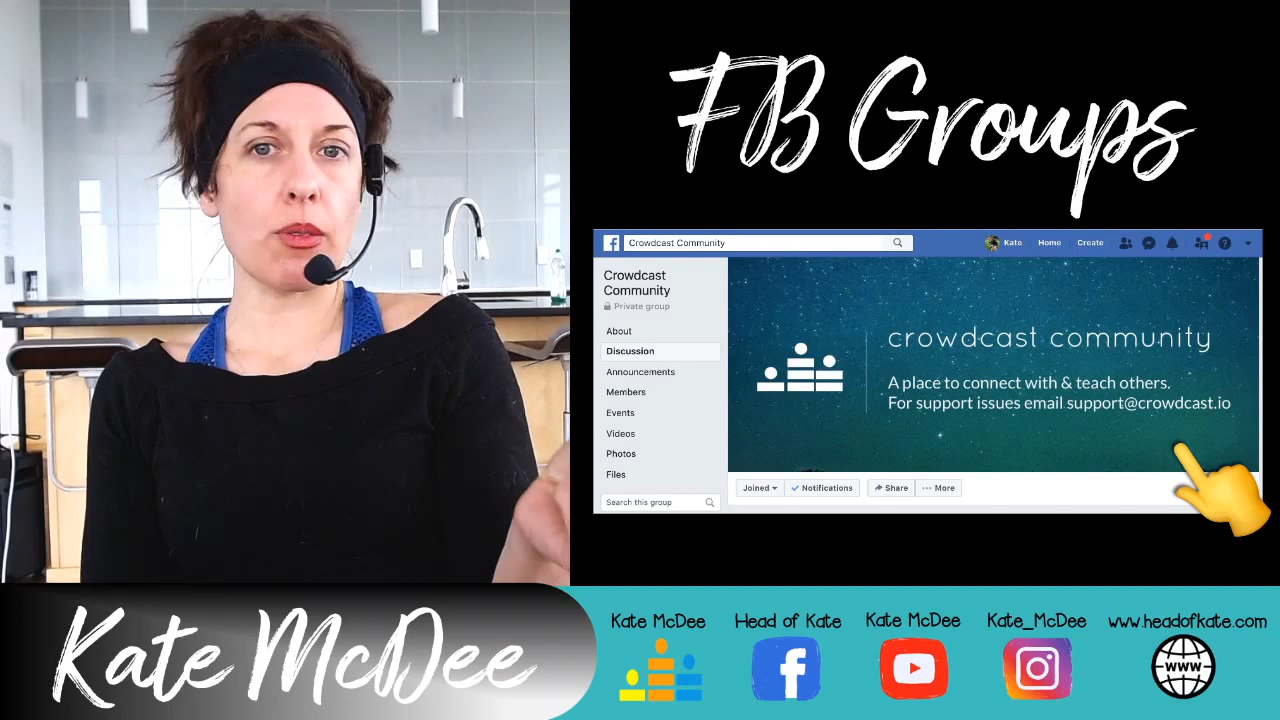 FB Groups
Crowdcast Community
Kate
Home
Create
Crowdcast
Community
Private group
About
Discussion
Announcements
Members
Events
Videos
Photos
Files
Search this group
crowdcast community
A place to connect with & teach others.
For support issues email support@crowdcast.io
Joined
Notifications
Share
More
Kate McDee
Kate McDee
Head of Kate
Kate McDee
Kate_McDee
www.headofkate.com
WWW